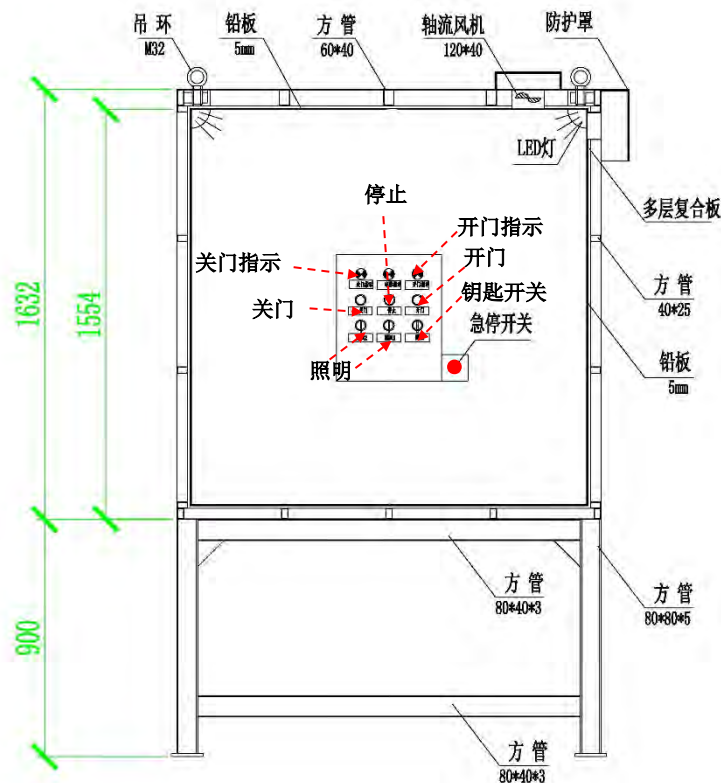 吊环
M32
铅板
5mm
方管
60*40
轴流风机
120*40
防护罩
LED灯
多层复合板
停止
开门指示
关门指示
开门
方管
40*25
钥匙开关
关门
急停开关
照明
铅板
5mm
1632
1554
方管
80*40*3
方管
80*80*5
900
方管
80*40*3